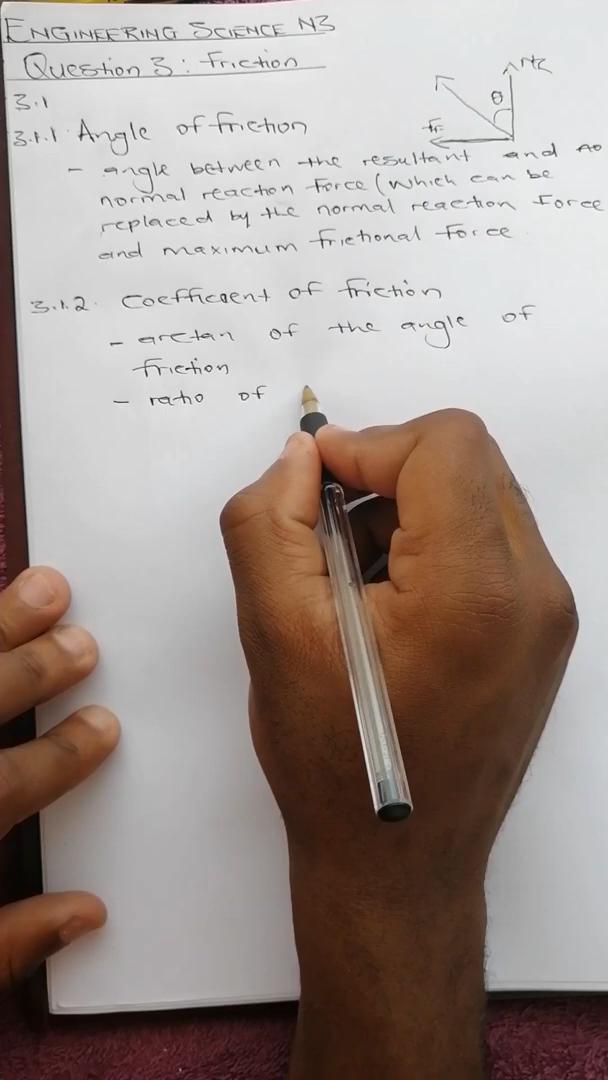 ENGINEERING SCIENCE N3
Question 3: Friction
3.1
3.1.1 Angle of friction
NR
θ
Fr
- angle between the resultant and
normal reaction force (which can be
replaced by the normal reaction force
and maximum frictional force
3.1.2. Coefficient of friction
- arctan of the angle of
friction
- ratio of